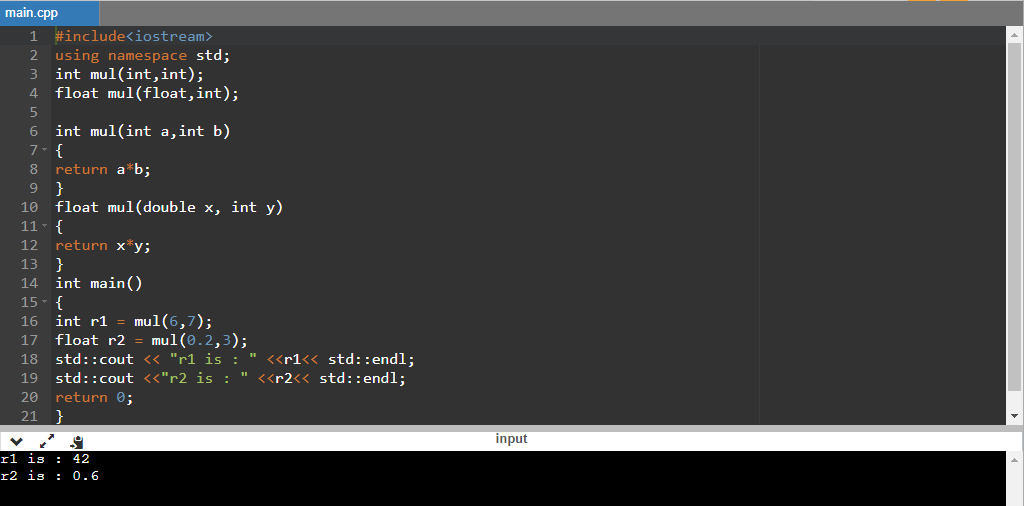 main.cpp
1 #include<iostream>
2 using namespace std;
3 int mul(int,int);
4 float mul(float,int);
5
6 int mul(int a,int b)
7 {
8 return a*b;
9 }
10 float mul(double x, int y)
11 {
12 return x*y;
13 }
14 int main()
15 {
16 int r1 = mul(6,7);
17 float r2 = mul(0.2,3);
18 std::cout << "r1 is : " <<r1<< std::endl;
19 std::cout <<"r2 is : " <<r2<< std::endl;
20 return 0;
21 }
input
r1 is : 42
r2 is : 0.6